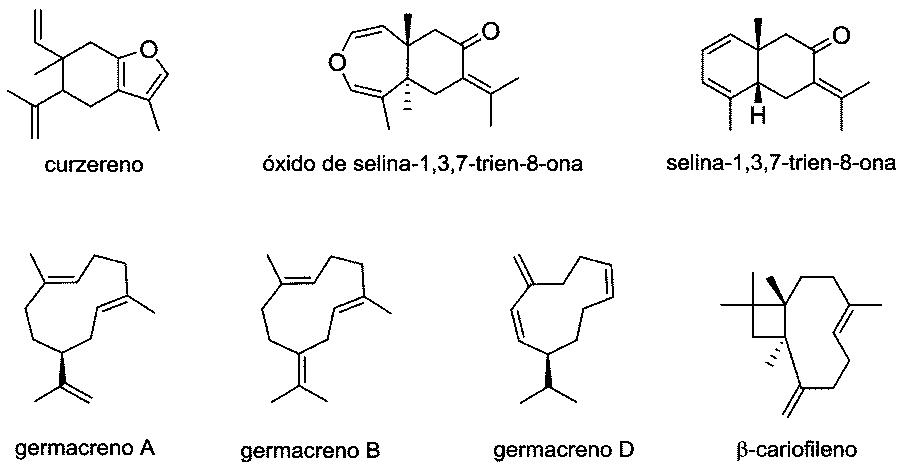 O
O
O
O
H
curzereno
óxido de selina-1,3,7-trien-8-ona
selina-1,3,7-trien-8-ona
germacreno A
germacreno B
germacreno D
β-cariofileno